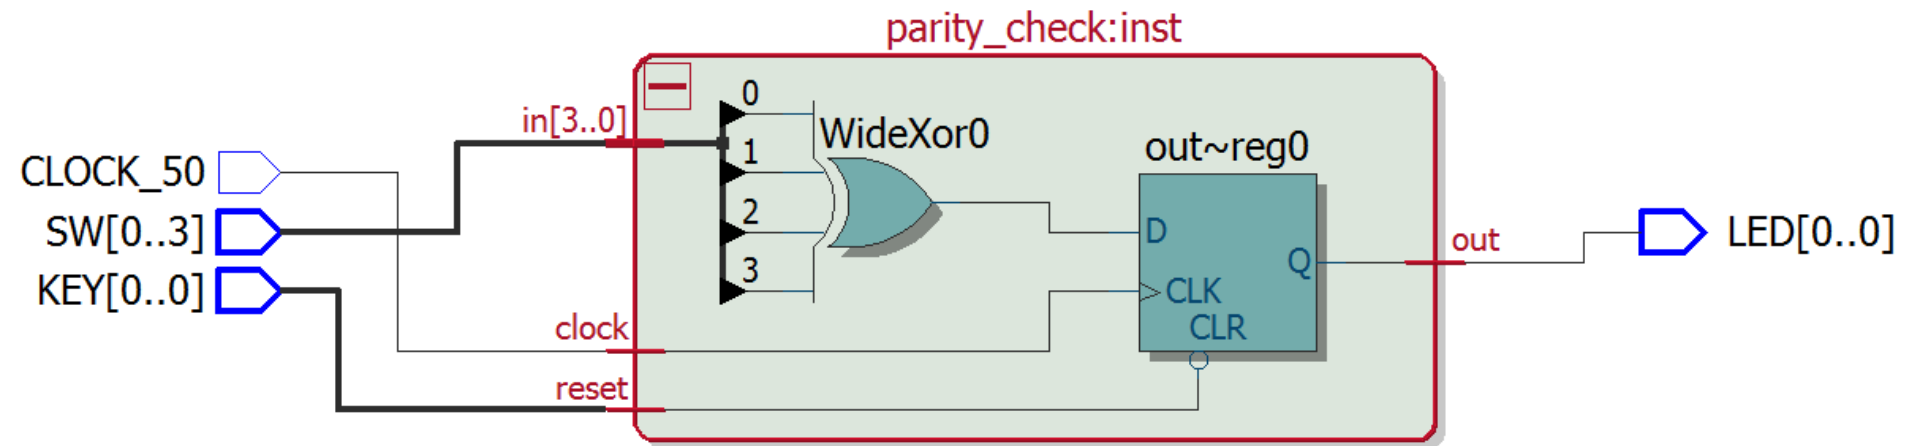 parity_check:inst
in[3..0]
0
WideXor0
out~reg0
1
CLOCK_50
SW[0..3]
2
D
out
LED[0..0]
KEY[0..0]
3
Q
CLK
clock
CLR
reset